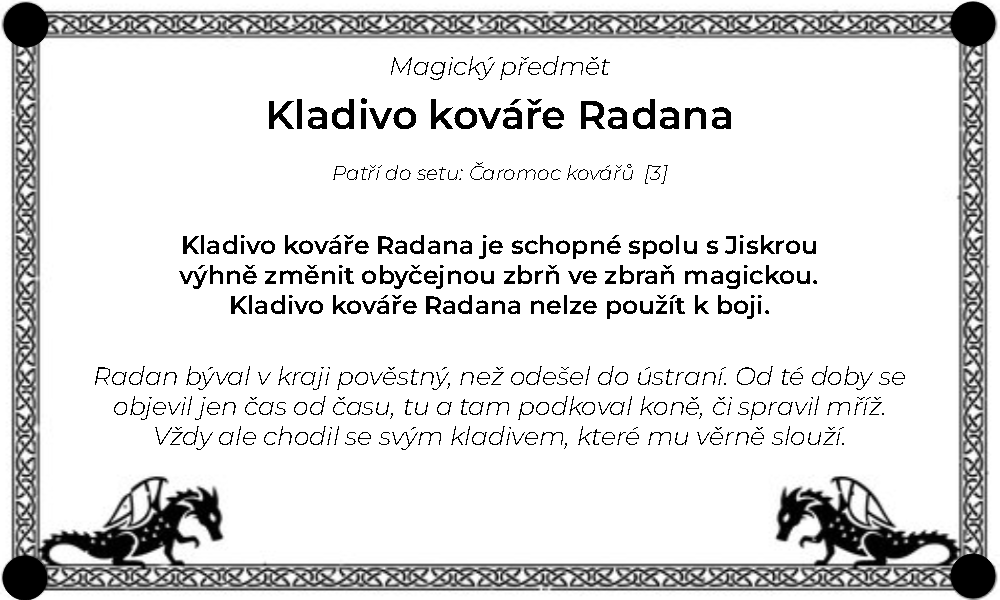 Magický předmět
Kladivo kováře Radana
Patří do setu: Čaromoc kovářů [3]
Kladivo kováře Radana je schopné spolu s Jiskrou
výhně změnit obyčejnou zbrň ve zbraň magickou.
Kladivo kováře Radana nelze použít k boji.
Radan býval v kraji pověstný, než odešel do ústraní. Od té doby se
objevil jen čas od času, tu a tam podkoval koně, či spravil mříž.
Vždy ale chodil se svým kladivem, které mu věrně slouží.